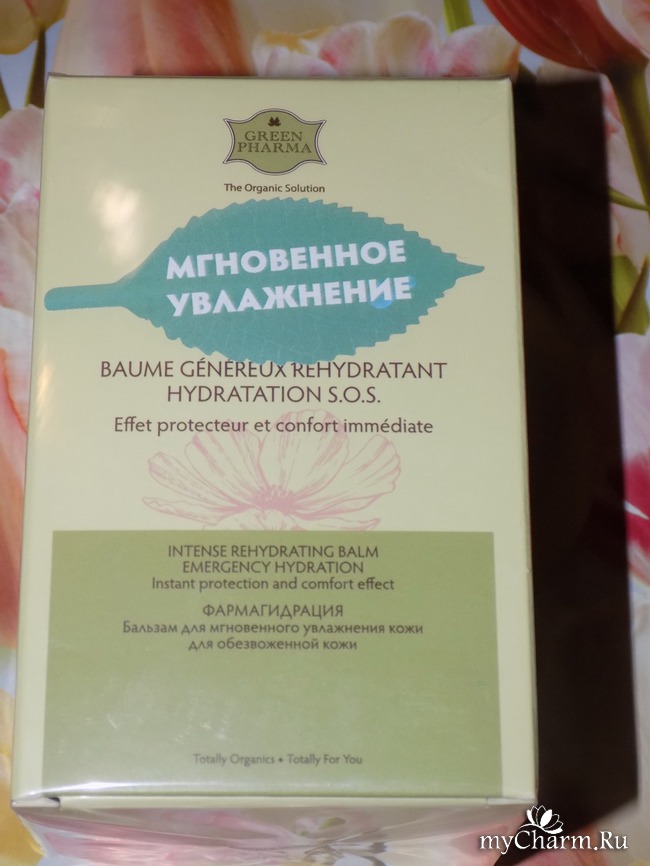 GREEN
PHARMA
The Organic Solution
МГНОВЕННОЕ
УВЛАЖНЕНИЕ
BAUME GÉNÉREUX REHYDRATANT
HYDRATATION S.O.S.
Effet protecteur et confort immédiate
INTENSE REHYDRATING BALM
EMERGENCY HYDRATION
Instant protection and comfort effect
ФАРМАГИДРАЦИЯ
Бальзам для мгновенного увлажнения кожи
для обезвоженной кожи
Totally Organics • Totally For You
myCharm.Ru